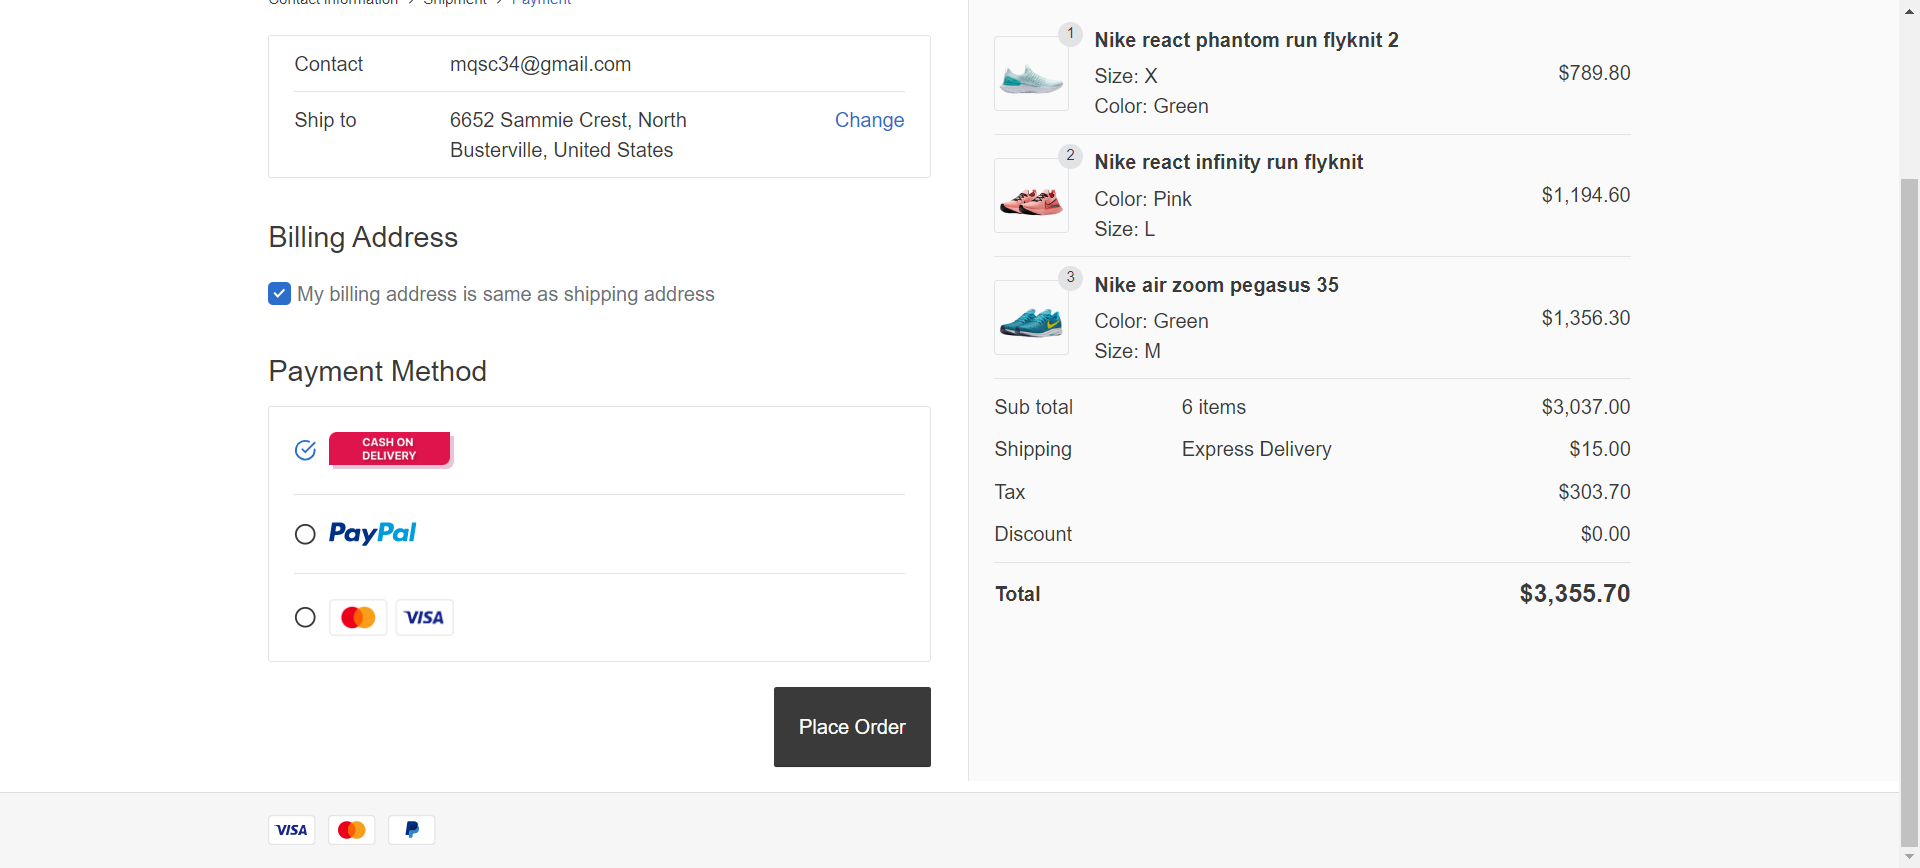 Contact information > Shipment > Payment
Contact
mqsc34@gmail.com
Ship to
6652 Sammie Crest, North
Busterville, United States
Change
Billing Address
My billing address is same as shipping address
Payment Method
CASH ON
DELIVERY
PayPal
VISA
Place Order
1
Nike react phantom run flyknit 2
Size: X
Color: Green
$789.80
2
Nike react infinity run flyknit
Color: Pink
Size: L
$1,194.60
3
Nike air zoom pegasus 35
Color: Green
Size: M
$1,356.30
Sub total 6 items $3,037.00
Shipping Express Delivery $15.00
Tax $303.70
Discount $0.00
Total $3,355.70
VISA